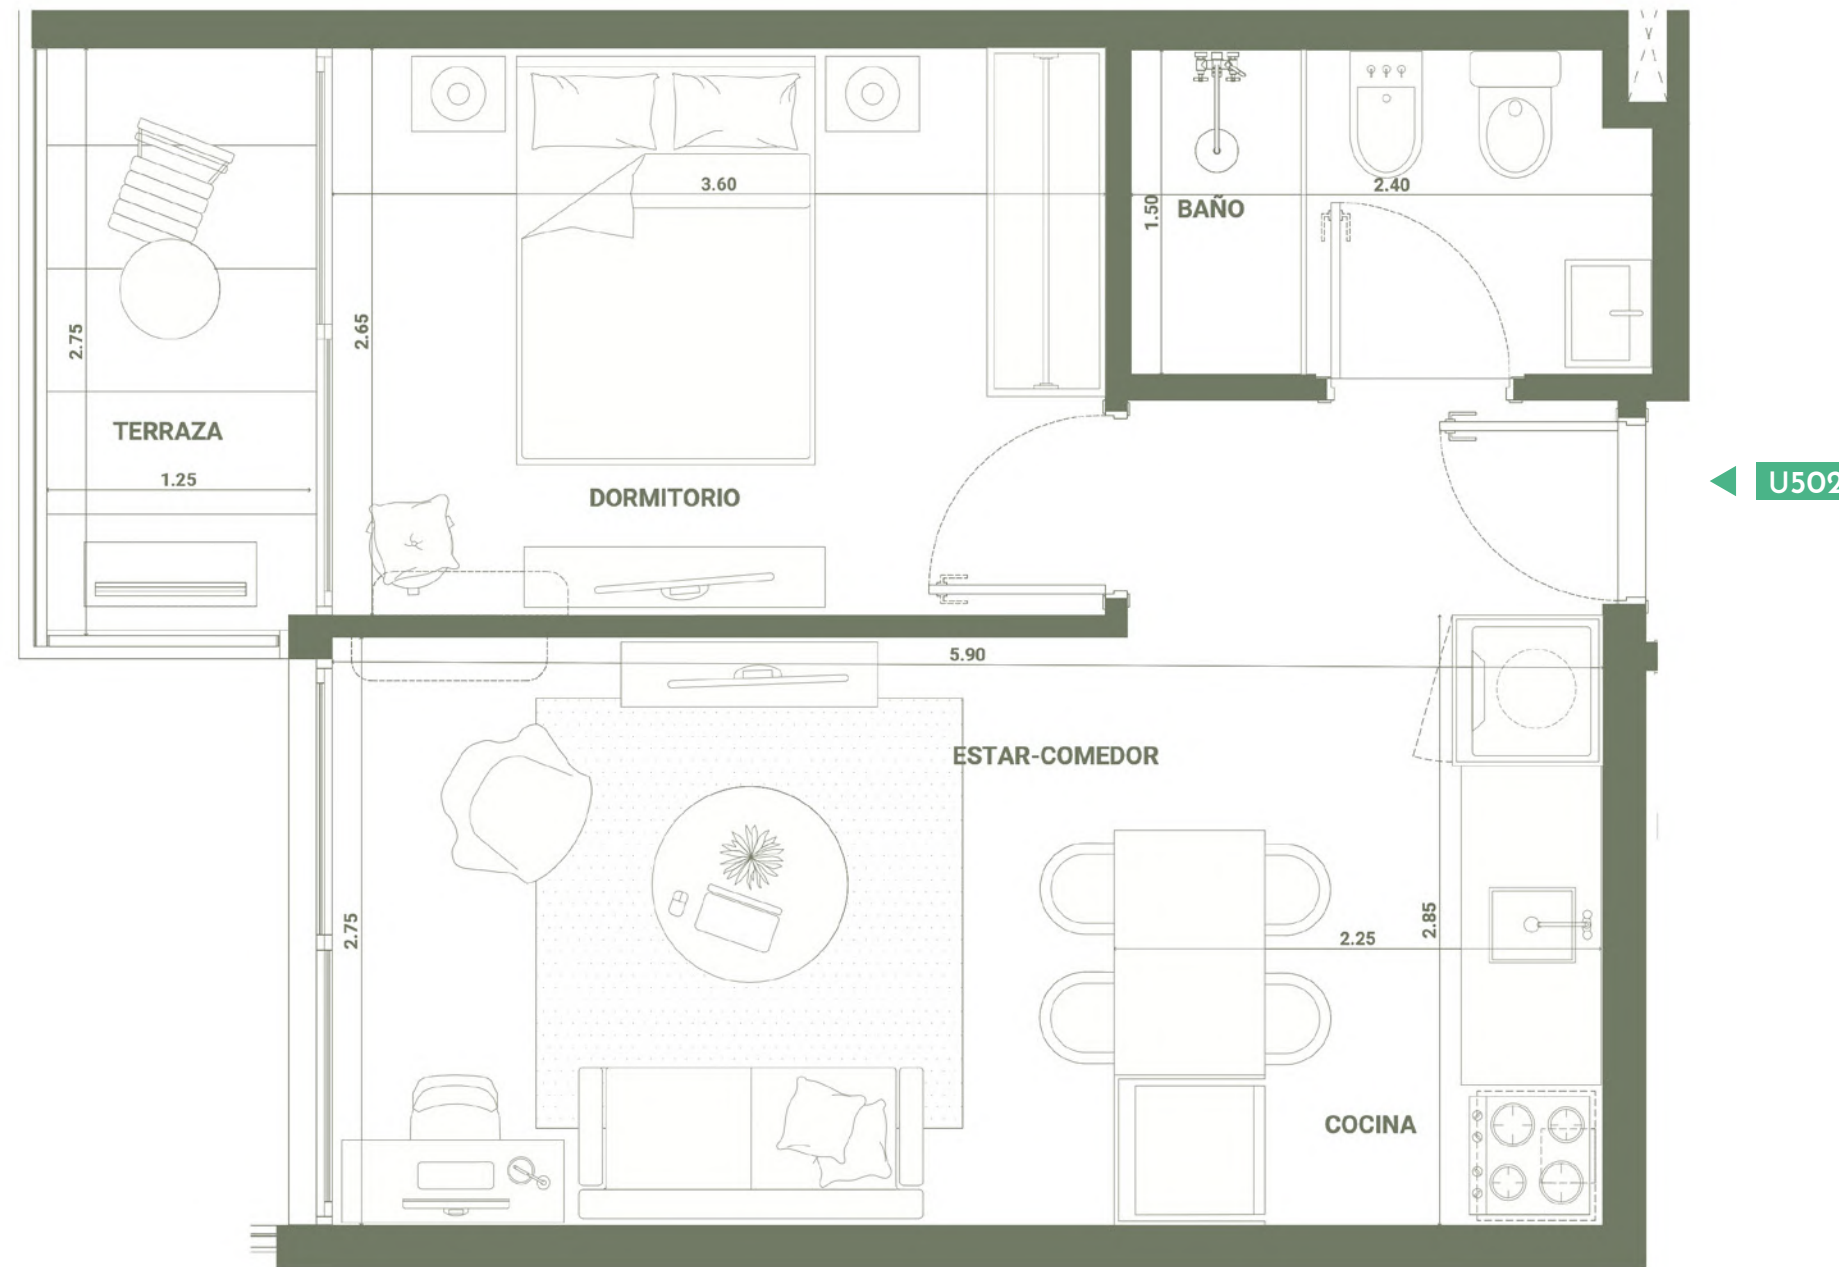 3.60
2.40
1.50
BAÑO
2.75
2.65
TERRAZA
1.25
DORMITORIO
U502
5.90
ESTAR-COMEDOR
2.75
2.85
2.25
COCINA